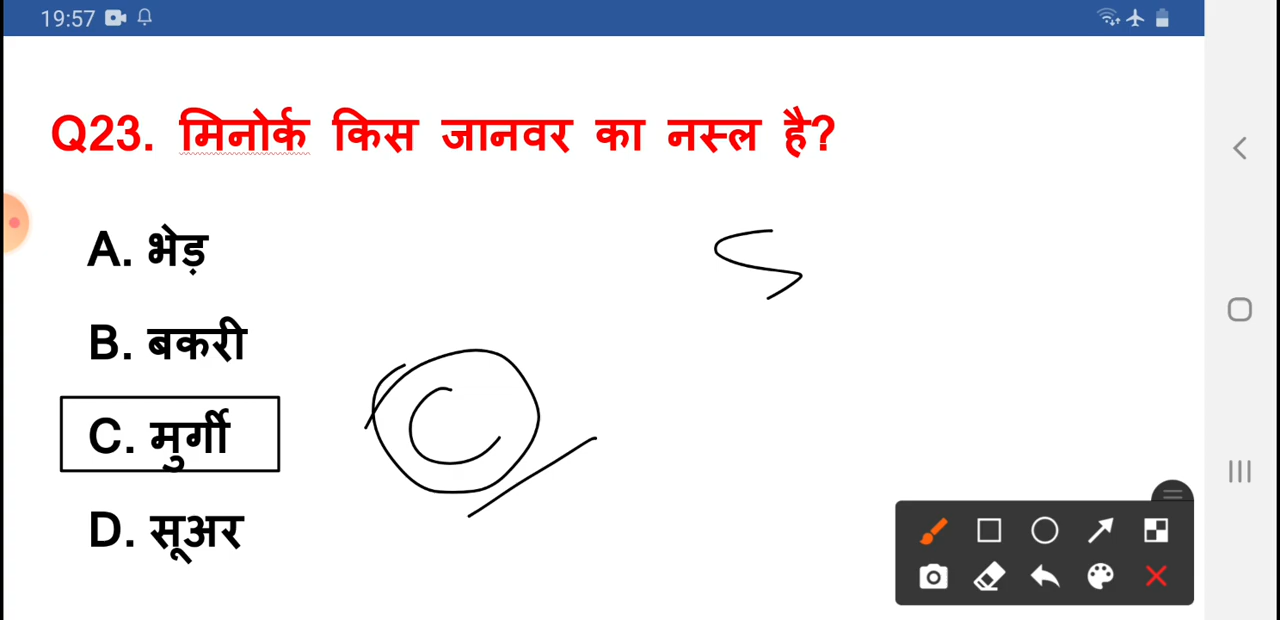 19:57
Q23. मिनोर्क किस जानवर का नस्ल है?
A. भेड़
B. बकरी
C. मुर्गी
C
D. सूअर